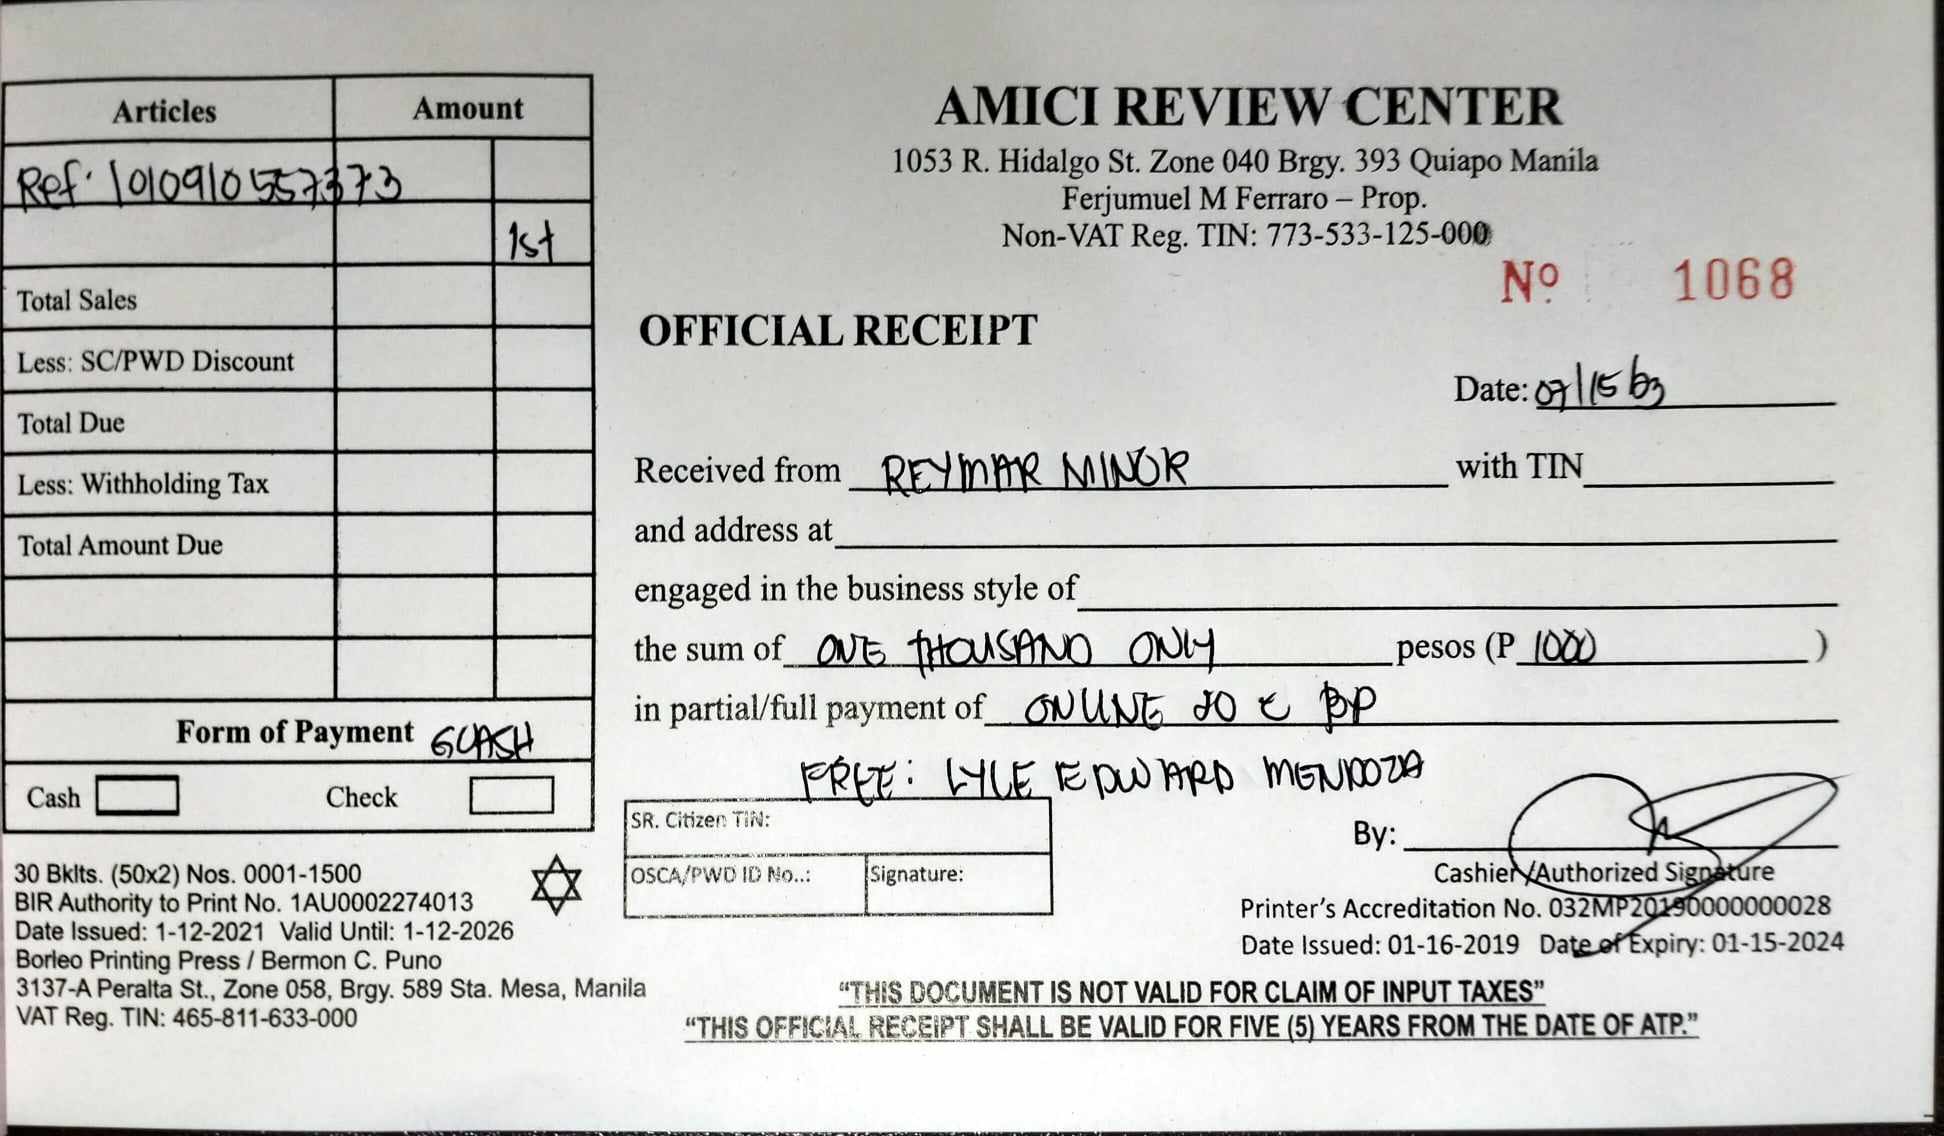 Articles Amount
Ref: 1010910557373
1st
Total Sales
Less: SC/PWD Discount
Total Due
Less: Withholding Tax
Total Amount Due
Form of Payment GCASH
Cash Check
30 Bklts. (50x2) Nos. 0001-1500
BIR Authority to Print No. 1AU0002274013
Date Issued: 1-12-2021 Valid Until: 1-12-2026
Borleo Printing Press / Bermon C. Puno
3137-A Peralta St., Zone 058, Brgy. 589 Sta. Mesa, Manila
VAT Reg. TIN: 465-811-633-000
AMICI REVIEW CENTER
1053 R. Hidalgo St. Zone 040 Brgy. 393 Quiapo Manila
Ferjumuel M Ferraro – Prop.
Non-VAT Reg. TIN: 773-533-125-000
Nº 1068
OFFICIAL RECEIPT
Date: 07/15
Received from REYMAR MINOR with TIN
and address at
engaged in the business style of
the sum of ONE THOUSAND ONLY pesos (P 1000 )
in partial/full payment of ONLINE BP
FREE: LYLE EDWARD MENDOZA
SR. Citizen TIN:
OSCA/PWD ID No..: Signature:
By:
Cashier/Authorized Signature
Printer's Accreditation No. 032MP20190000000028
Date Issued: 01-16-2019 Date of Expiry: 01-15-2024
“THIS DOCUMENT IS NOT VALID FOR CLAIM OF INPUT TAXES”
“THIS OFFICIAL RECEIPT SHALL BE VALID FOR FIVE (5) YEARS FROM THE DATE OF ATP.”